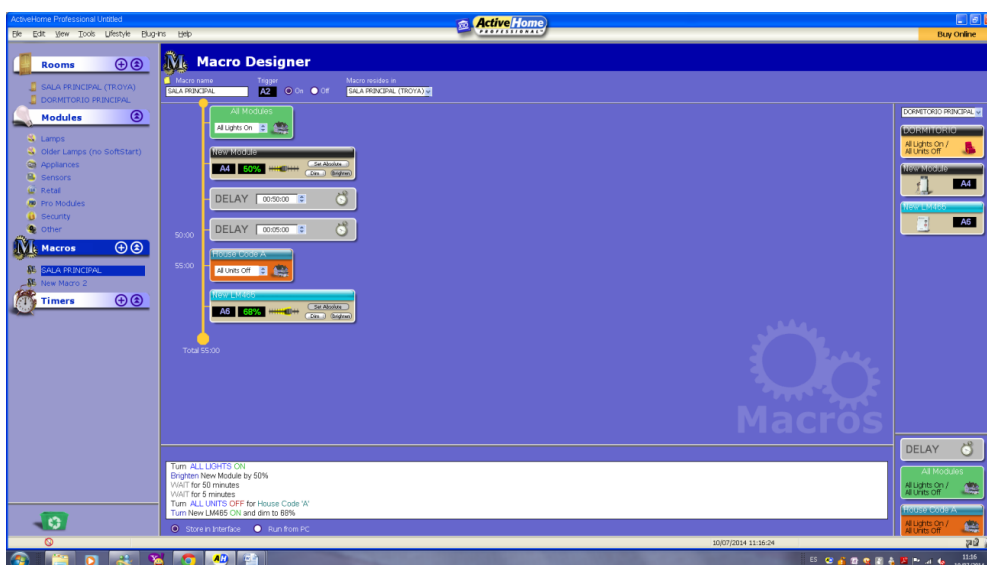 ActiveHome Professional Untitled
ActiveHome
PROFESSIONAL
File Edit View Tools Lifestyle Plug-ins Help
Buy Online
Rooms
SALA PRINCIPAL (TROYA)
DORMITORIO PRINCIPAL
Modules
Lamps
Older Lamps (no SoftStart)
Appliances
Sensors
Retail
Pro Modules
Security
Other
Macros
SALA PRINCIPAL
New Macro 2
Timers
Macro Designer
Macro name Trigger Macro resides in
SALA PRINCIPAL A2 On Off SALA PRINCIPAL (TROYA)
All Modules
All Lights On
New Module
A4 50% Set Absolute
Dim Brighten
DELAY 00:50:00
50:00 DELAY 00:05:00
House Code A
55:00 All Units Off
New LM465
A6 68% Set Absolute
Dim Brighten
Total 55:00
Macros
DORMITORIO PRINCIPAL
DORMITORIO
All Lights On /
All Units Off
New Module
A4
New LM465
A6
DELAY
All Modules
All Lights On /
All Units Off
House Code A
All Lights On /
All Units Off
Turn ALL LIGHTS ON
Brighten New Module by 50%
WAIT for 50 minutes
WAIT for 5 minutes
Turn ALL UNITS OFF for House Code 'A'
Turn New LM465 ON and dim to 68%
Store in Interface Run from PC
10/07/2014 11:16:24
ES
11:16
10/07/2014